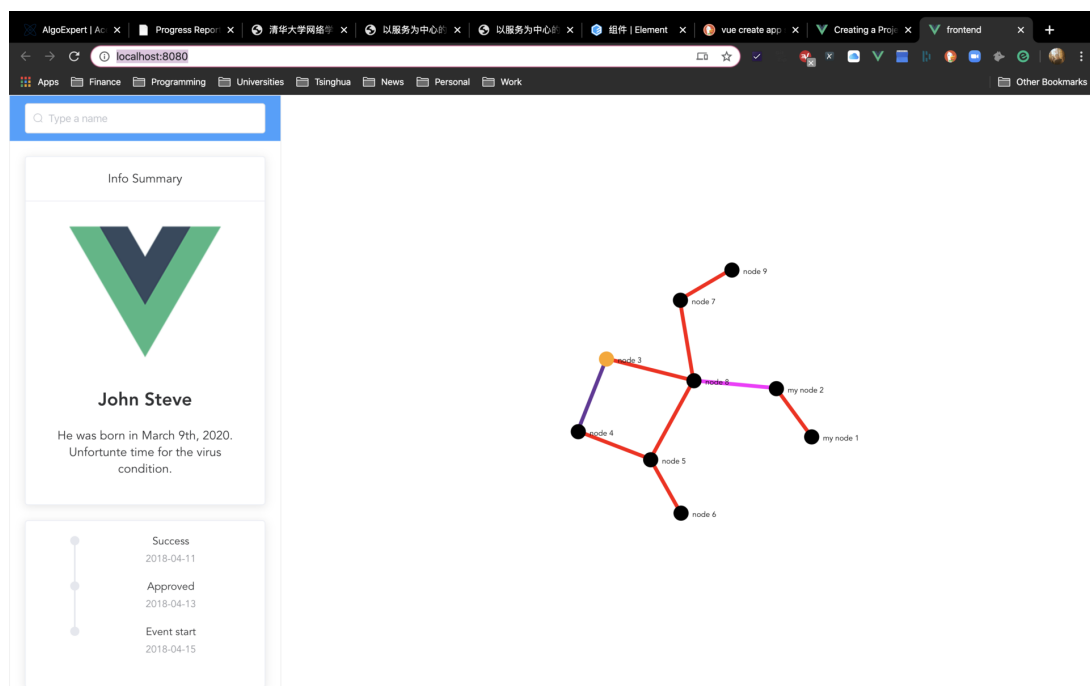 AlgoExpert | Ac
Progress Report
清华大学网络学
以服务为中心的
以服务为中心的
组件 | Element
vue create app
Creating a Proje
frontend
localhost:8080
Apps
Finance
Programming
Universities
Tsinghua
News
Personal
Work
Other Bookmarks
Type a name
Info Summary
John Steve
He was born in March 9th, 2020.
Unfortunte time for the virus
condition.
Success
2018-04-11
Approved
2018-04-13
Event start
2018-04-15
node 9
node 7
node 3
node 8
my node 2
node 4
my node 1
node 5
node 6